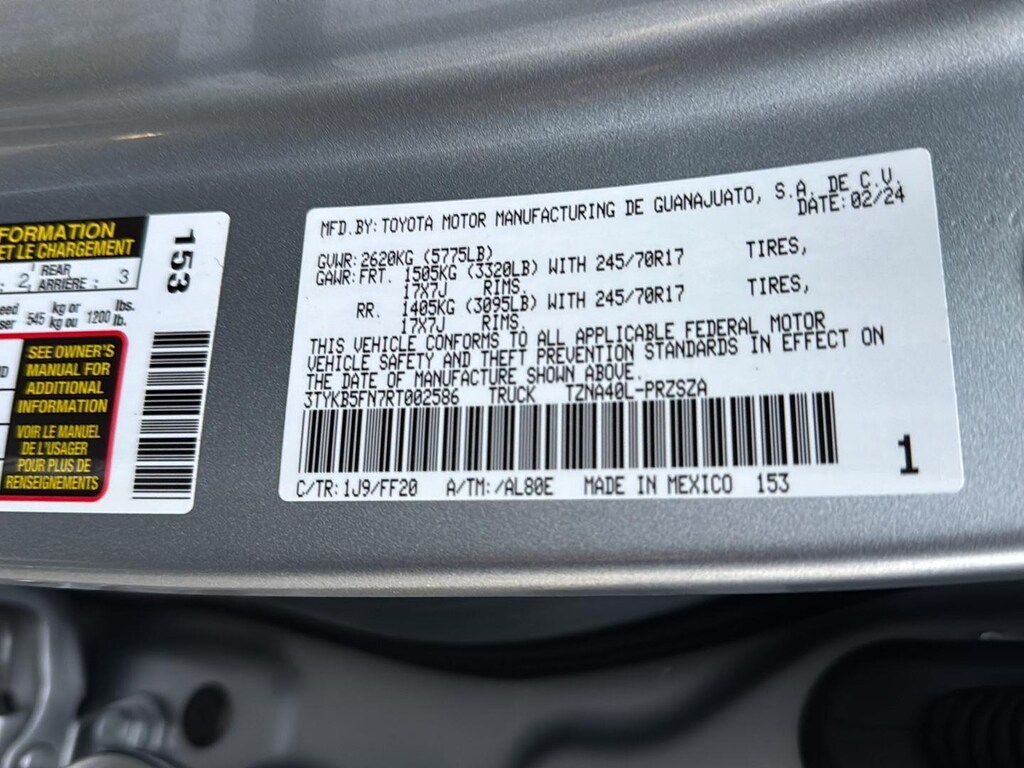 FORMATION
ET LE CHARGEMENT
: 2 REAR ARRIÈRE : 3
kg or lbs.
545 kg ou 1200 lb.
SEE OWNER'S
MANUAL FOR
ADDITIONAL
INFORMATION
VOIR LE MANUEL
DE L'USAGER
POUR PLUS DE
RENSEIGNEMENTS
153
MFD.BY:TOYOTA MOTOR MANUFACTURING DE GUANAJUATO, S.A. DE C.V.
DATE:02/24
GVWR:2620KG (5775LB)
GAWR:FRT. 1505KG (3320LB) WITH 245/70R17 TIRES,
17X7J RIMS,
RR. 1405KG (3095LB) WITH 245/70R17 TIRES,
17X7J RIMS,
THIS VEHICLE CONFORMS TO ALL APPLICABLE FEDERAL MOTOR
VEHICLE SAFETY AND THEFT PREVENTION STANDARDS IN EFFECT ON
THE DATE OF MANUFACTURE SHOWN ABOVE.
3TYKB5FN7RT002586 TRUCK TZNA40L-PRZSZA
1
C/TR:1J9/FF20 A/TM:/AL80E MADE IN MEXICO 153